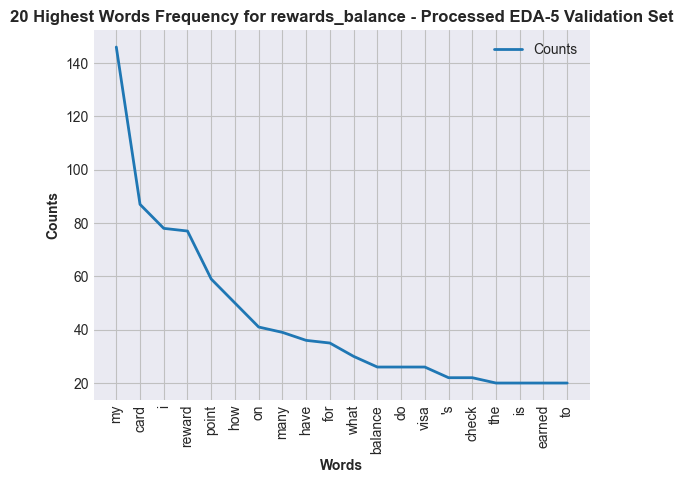 20 Highest Words Frequency for rewards_balance - Processed EDA-5 Validation Set
Counts
140
120
100
80
60
40
20
Counts
my
card
i
reward
point
how
on
many
have
for
what
balance
do
visa
's
check
the
is
earned
to
Words